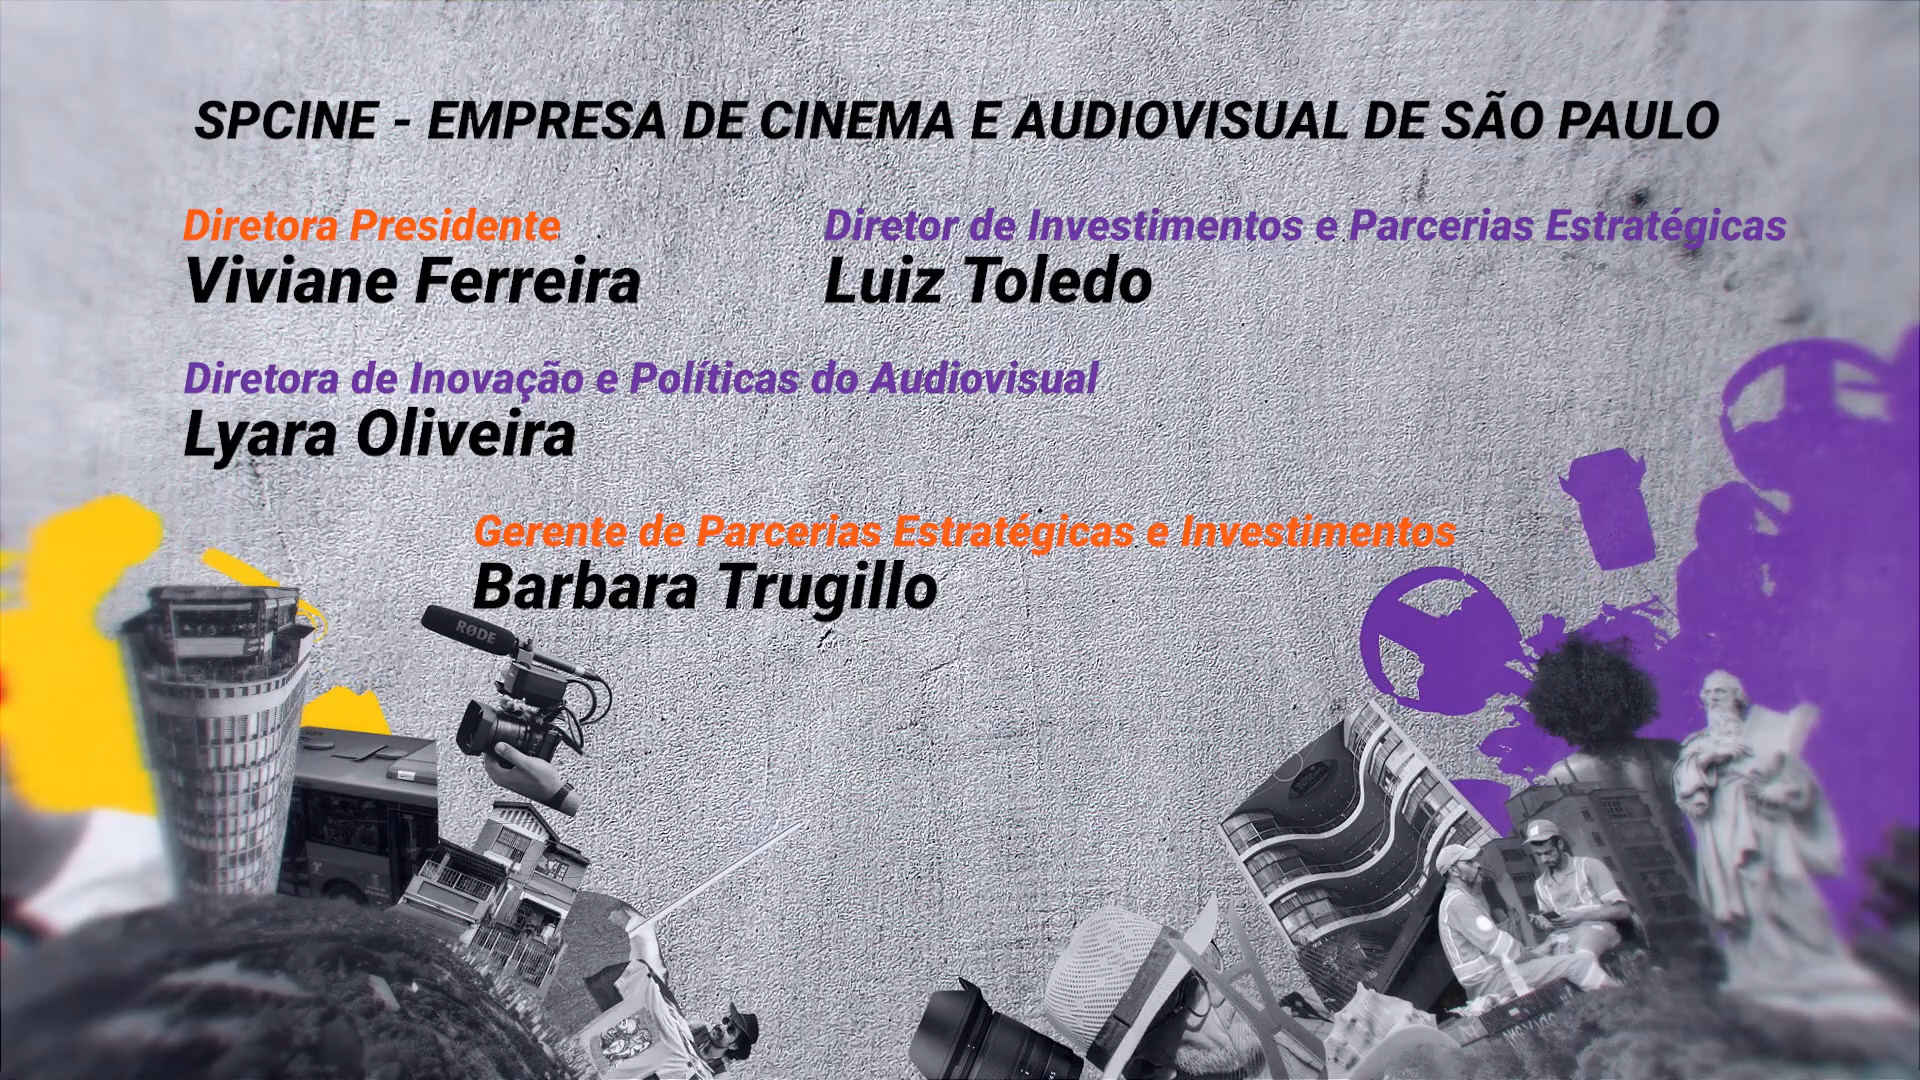 SPCINE - EMPRESA DE CINEMA E AUDIOVISUAL DE SÃO PAULO
Diretora Presidente
Viviane Ferreira
Diretor de Investimentos e Parcerias Estratégicas
Luiz Toledo
Diretora de Inovação e Políticas do Audiovisual
Lyara Oliveira
Gerente de Parcerias Estratégicas e Investimentos
Barbara Trugillo
RØDE